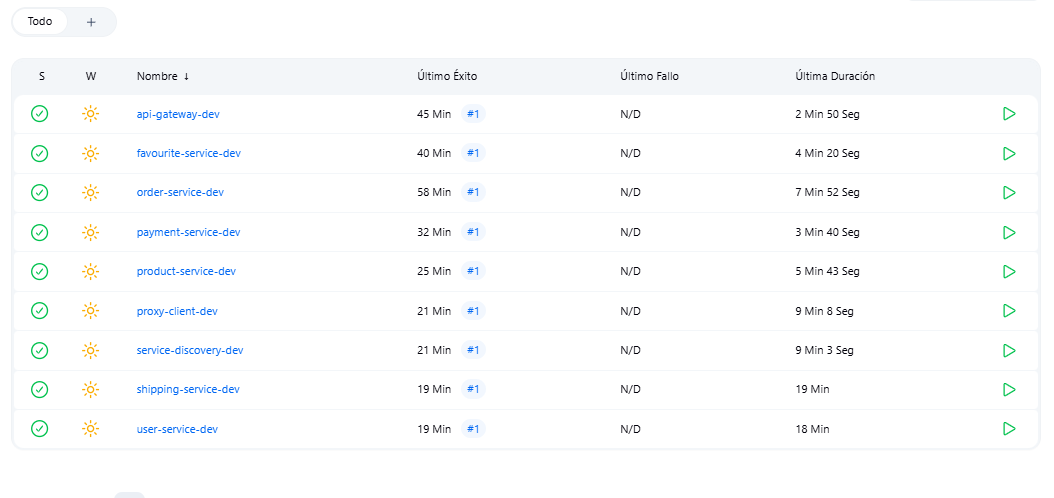 Todo +
S W Nombre ↓ Último Éxito Último Fallo Última Duración
api-gateway-dev 45 Min #1 N/D 2 Min 50 Seg
favourite-service-dev 40 Min #1 N/D 4 Min 20 Seg
order-service-dev 58 Min #1 N/D 7 Min 52 Seg
payment-service-dev 32 Min #1 N/D 3 Min 40 Seg
product-service-dev 25 Min #1 N/D 5 Min 43 Seg
proxy-client-dev 21 Min #1 N/D 9 Min 8 Seg
service-discovery-dev 21 Min #1 N/D 9 Min 3 Seg
shipping-service-dev 19 Min #1 N/D 19 Min
user-service-dev 19 Min #1 N/D 18 Min